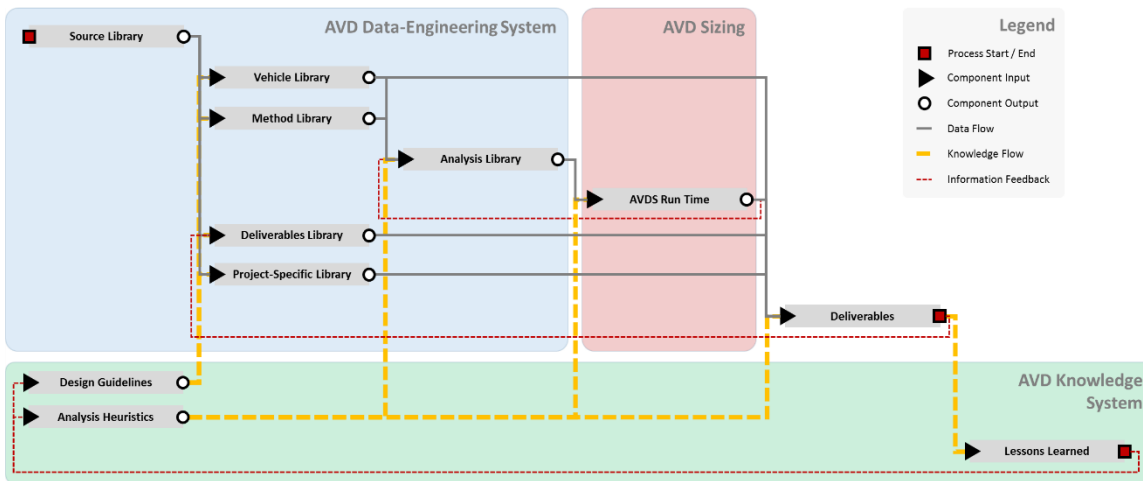 AVD Data-Engineering System
AVD Sizing
Legend
Source Library
Process Start / End
Vehicle Library
Component Input
Component Output
Method Library
Data Flow
Knowledge Flow
Analysis Library
Information Feedback
AVDS Run Time
Deliverables Library
Project-Specific Library
Deliverables
Design Guidelines
AVD Knowledge
System
Analysis Heuristics
Lessons Learned